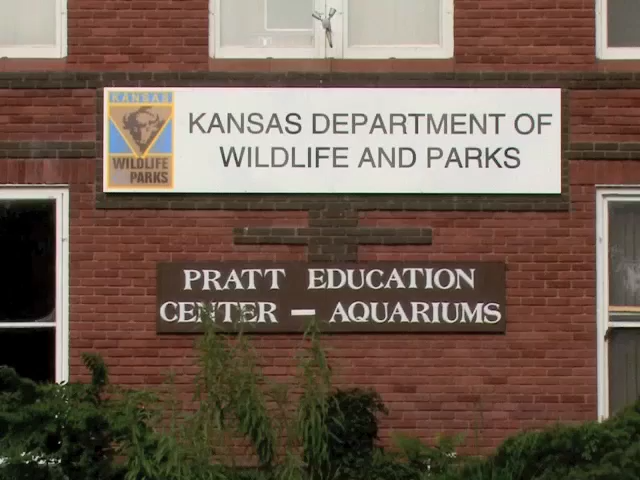 KANSAS
WILDLIFE
PARKS
KANSAS DEPARTMENT OF
WILDLIFE AND PARKS
PRATT EDUCATION
CENTER – AQUARIUMS